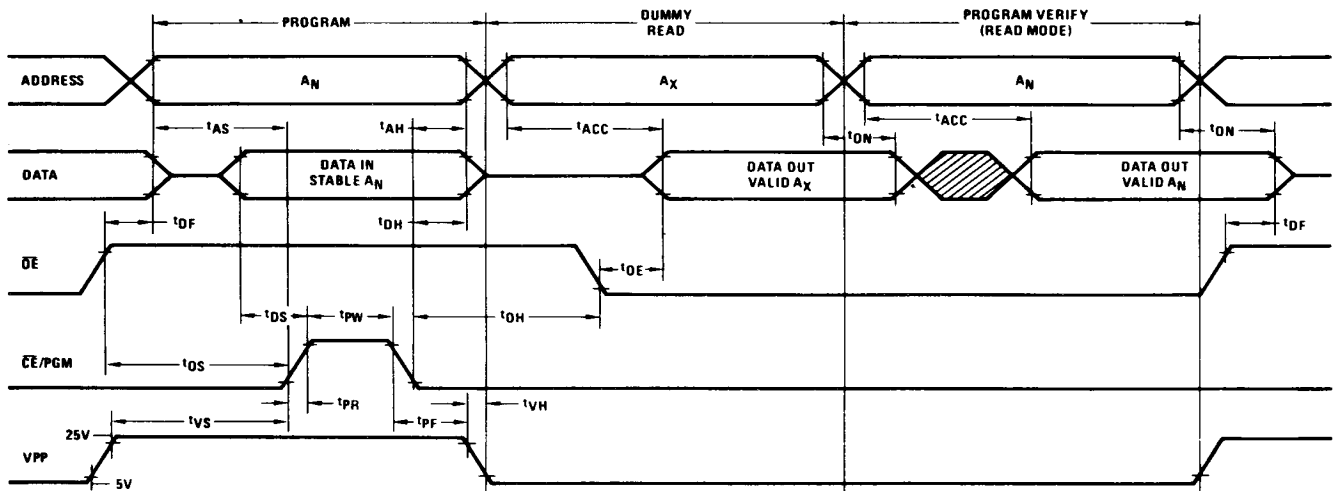 PROGRAM
DUMMY
READ
PROGRAM VERIFY
(READ MODE)
ADDRESS
AN
AX
AN
tAS
tAH
tACC
tON
tACC
tON
DATA
DATA IN
STABLE AN
DATA OUT
VALID AX
DATA OUT
VALID AN
tDF
tDH
tDF
OE
tOE
tDS
tPW
tOH
CE/PGM
tOS
tPR
tVS
tPF
tVH
25V
VPP
5V